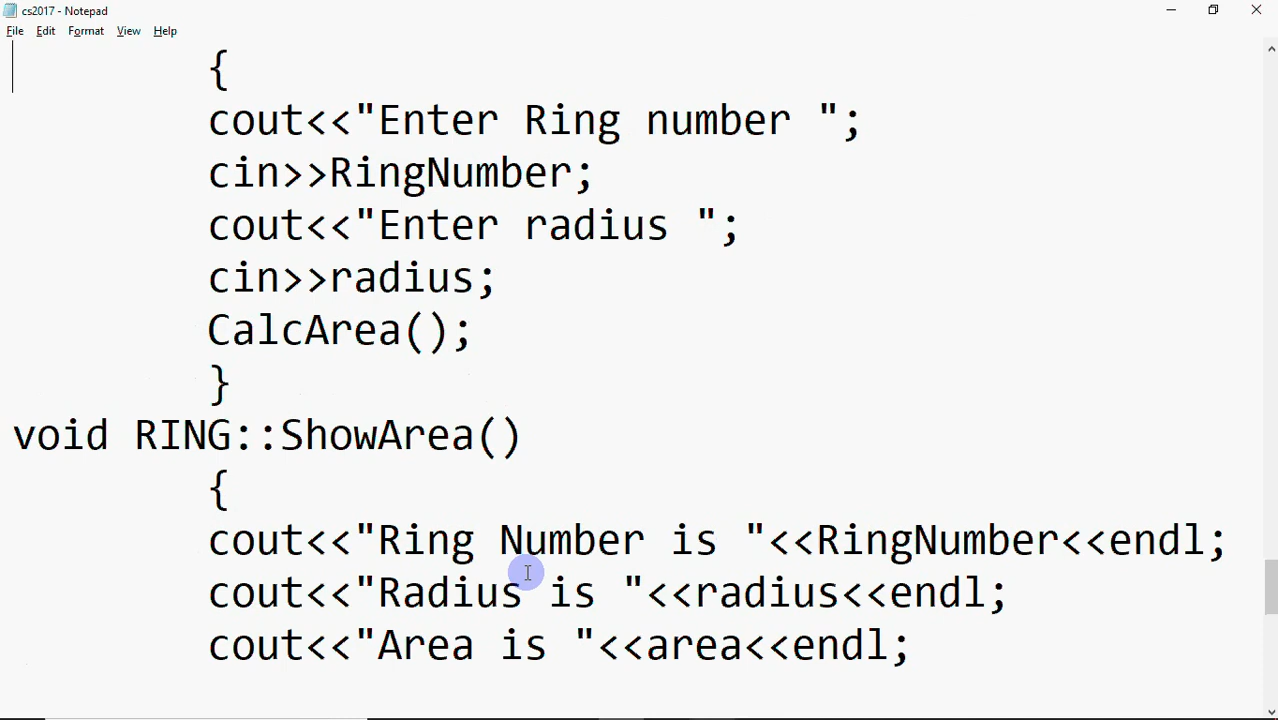 cs2017 - Notepad
File Edit Format View Help
{
cout<<"Enter Ring number ";
cin>>RingNumber;
cout<<"Enter radius ";
cin>>radius;
CalcArea();
}
void RING::ShowArea()
{
cout<<"Ring Number is "<<RingNumber<<endl;
cout<<"Radius is "<<radius<<endl;
cout<<"Area is "<<area<<endl;